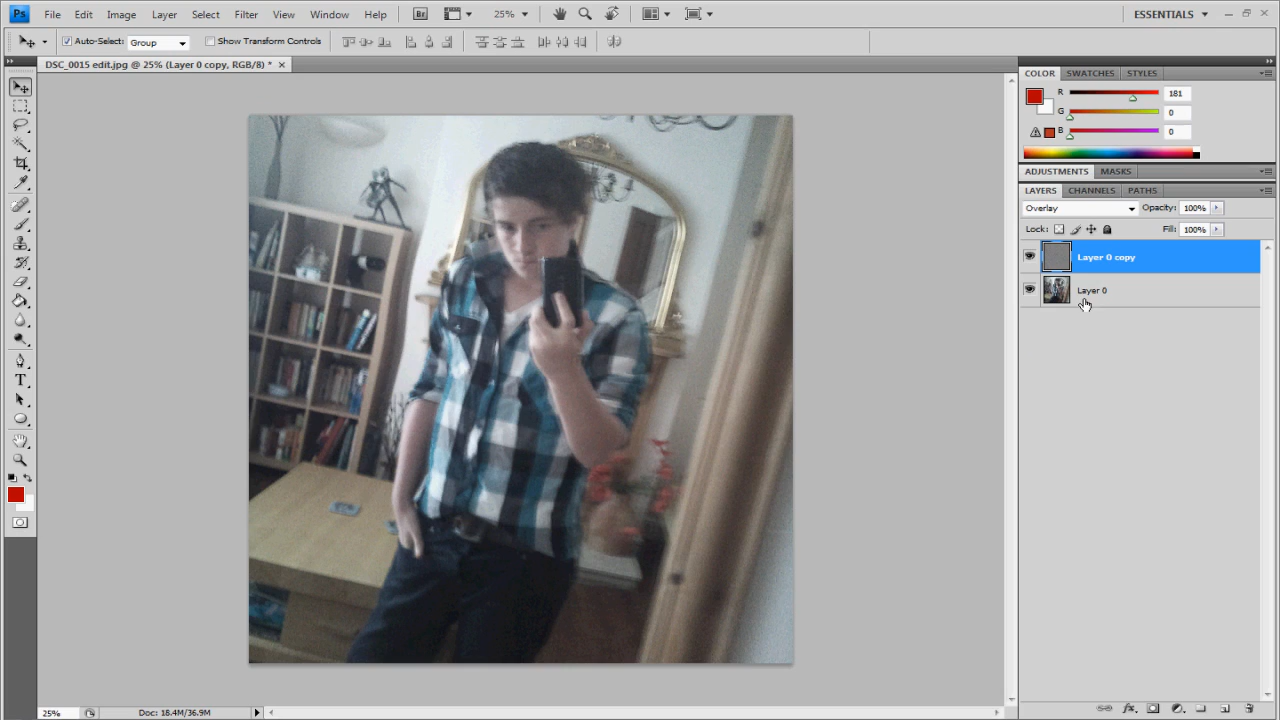 Ps File Edit Image Layer Select Filter View Window Help Br 25% ESSENTIALS
Auto-Select: Group Show Transform Controls
DSC_0015 edit.jpg @ 25% (Layer 0 copy, RGB/8) *
COLOR SWATCHES STYLES
R 181
G 0
B 0
ADJUSTMENTS MASKS
LAYERS CHANNELS PATHS
Overlay Opacity: 100%
Lock: Fill: 100%
Layer 0 copy
Layer 0
T
25% Doc: 18.4M/36.9M fx